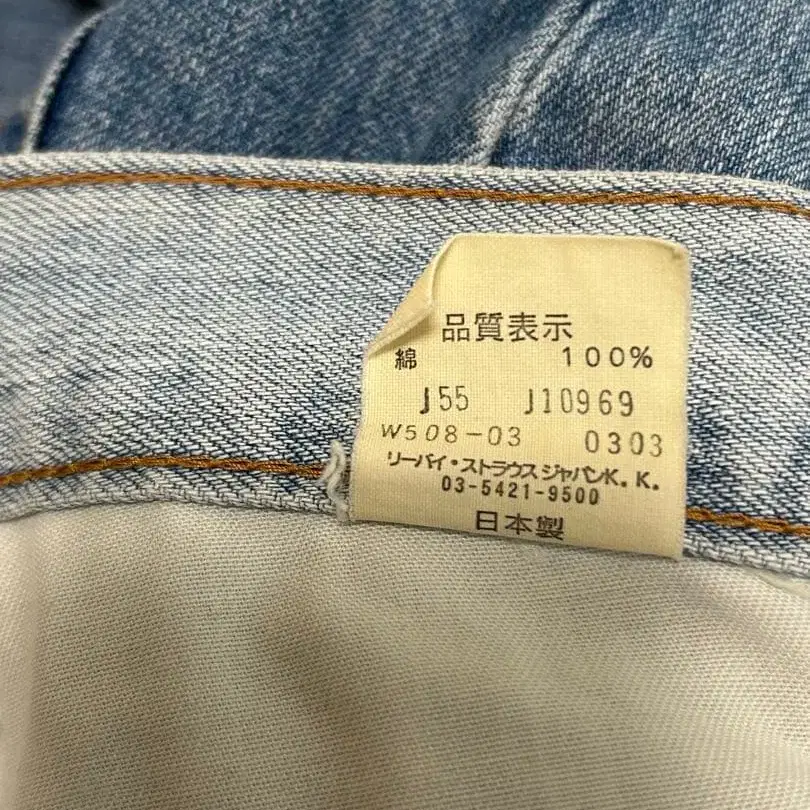 品質表示
綿 100%
J55 J10969
W508-03 0303
リーバイ・ストラウス ジャパンK.K.
03-5421-9500
日本製